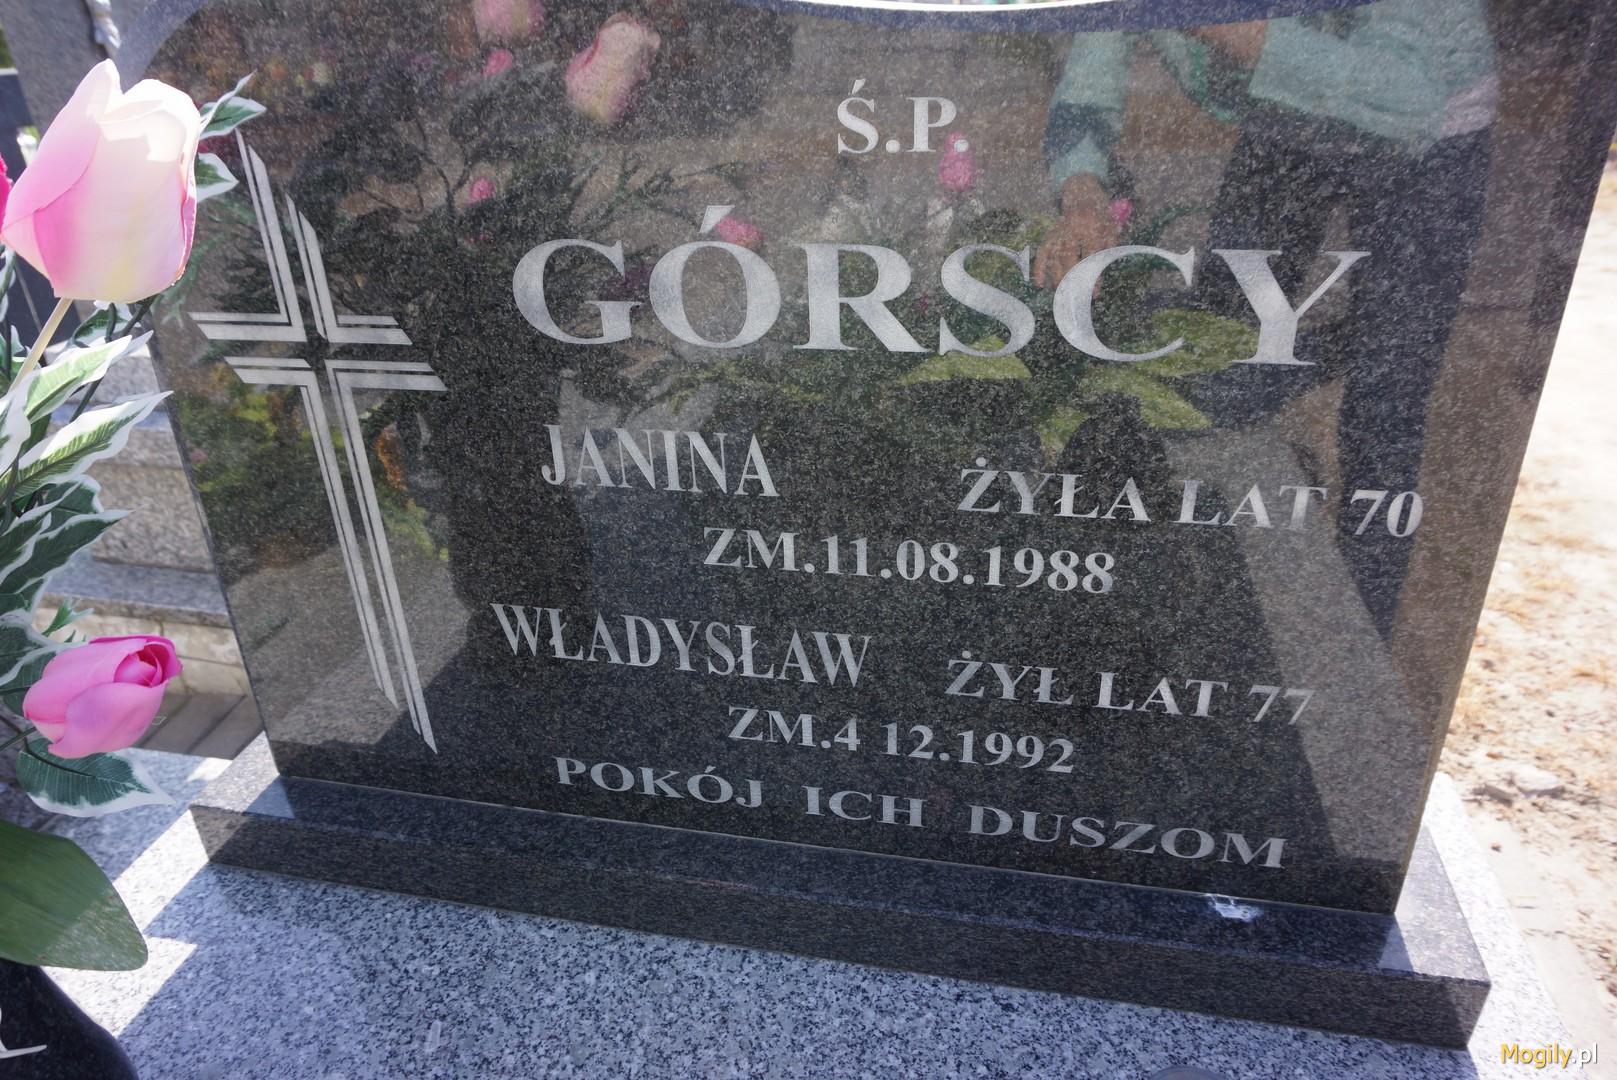 Ś.P.
GÓRSCY
JANINA ŻYŁA LAT 70
ZM.11.08.1988
WŁADYSŁAW ŻYŁ LAT 77
ZM.4 12.1992
POKÓJ ICH DUSZOM
Mogily.pl